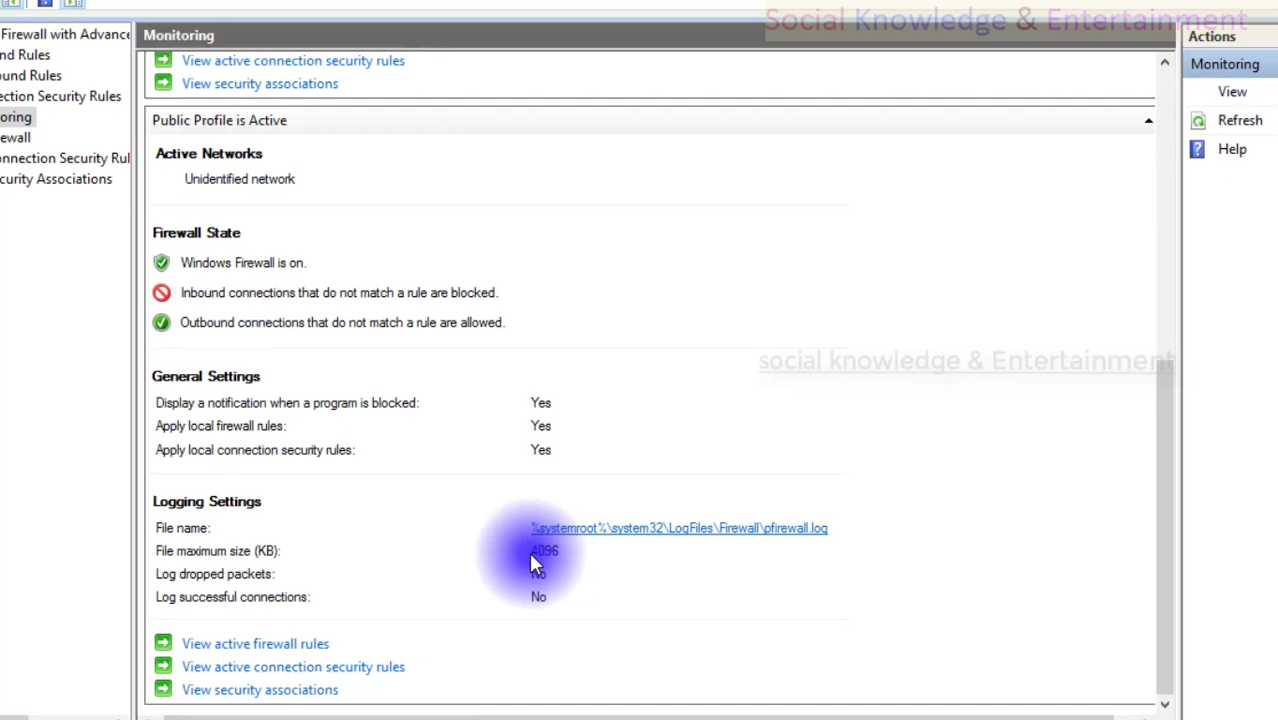 Social Knowledge & Entertainment
Firewall with Advance
nd Rules
ound Rules
ection Security Rules
oring
ewall
onnection Security Rul
curity Associations
Monitoring
View active connection security rules
View security associations
Public Profile is Active
Active Networks
Unidentified network
Firewall State
Windows Firewall is on.
Inbound connections that do not match a rule are blocked.
Outbound connections that do not match a rule are allowed.
social knowledge & Entertainment
General Settings
Display a notification when a program is blocked: Yes
Apply local firewall rules: Yes
Apply local connection security rules: Yes
Logging Settings
File name: %systemroot%\system32\LogFiles\Firewall\pfirewall.log
File maximum size (KB): 4096
Log dropped packets: No
Log successful connections: No
View active firewall rules
View active connection security rules
View security associations
Actions
Monitoring
View
Refresh
Help